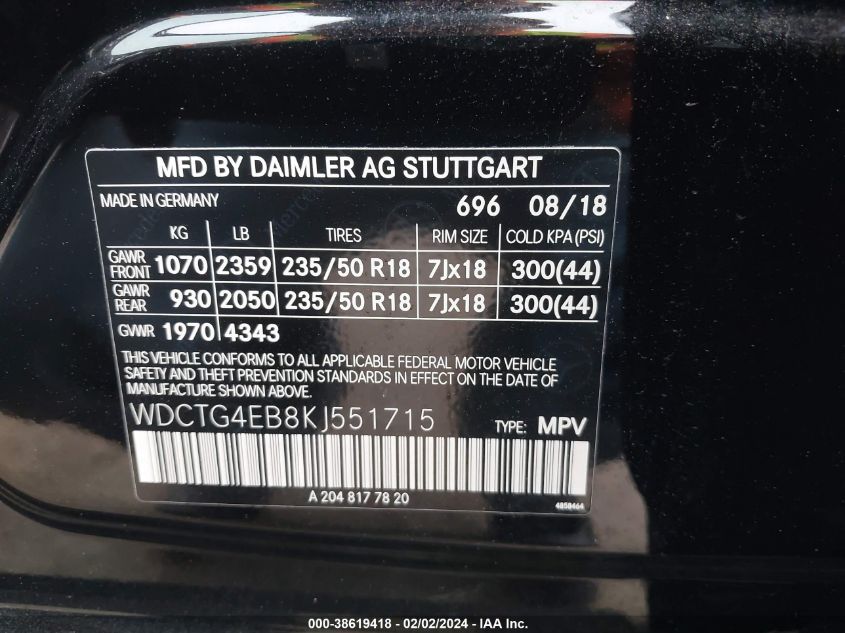 MFD BY DAIMLER AG STUTTGART
MADE IN GERMANY 696 08/18
KG LB TIRES RIM SIZE COLD KPA (PSI)
GAWR FRONT 1070 2359 235/50 R18 7Jx18 300(44)
GAWR REAR 930 2050 235/50 R18 7Jx18 300(44)
GVWR 1970 4343
THIS VEHICLE CONFORMS TO ALL APPLICABLE FEDERAL MOTOR VEHICLE
SAFETY AND THEFT PREVENTION STANDARDS IN EFFECT ON THE DATE OF
MANUFACTURE SHOWN ABOVE.
WDCTG4EB8KJ551715 TYPE: MPV
A 204 817 78 20
4858464
000-38619418 - 02/02/2024 - IAA Inc.